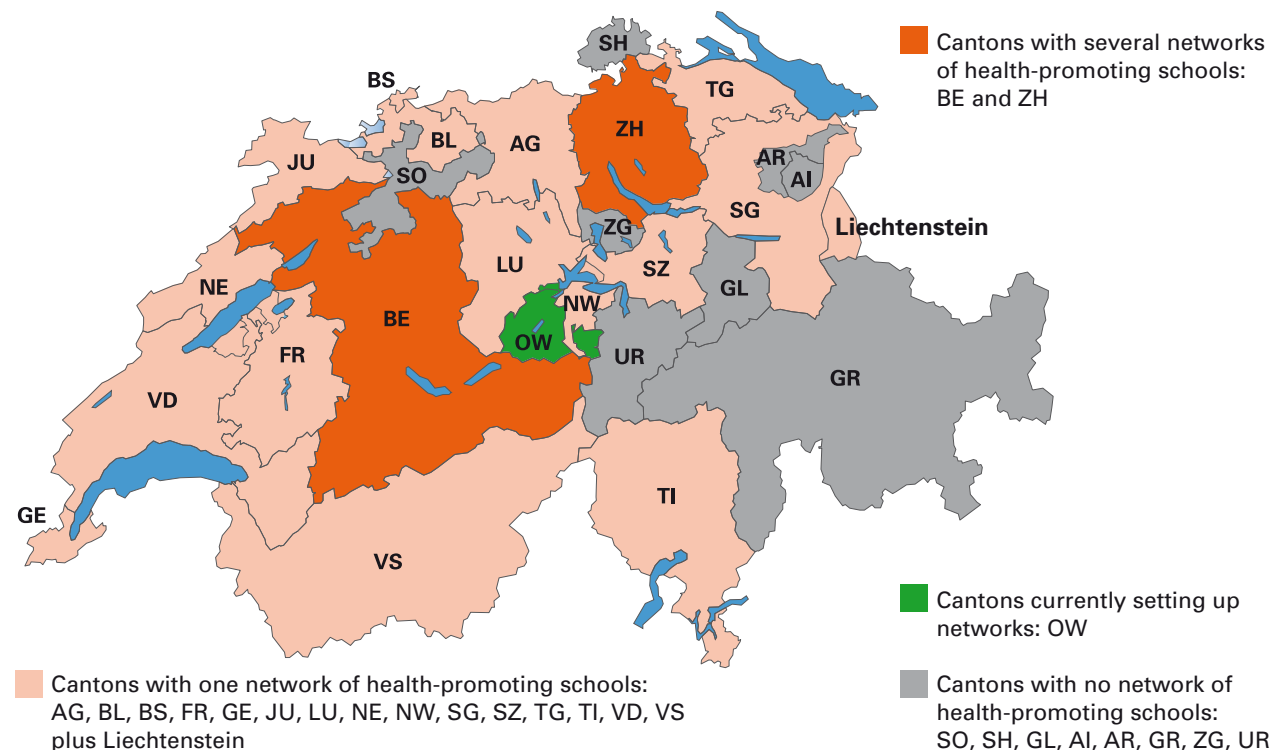 SH
Cantons with several networks
of health-promoting schools:
BE and ZH
BS
TG
ZH
BL
AG
JU
AR
SO
AI
SG
ZG
Liechtenstein
LU
SZ
NE
GL
NW
BE
OW
FR
UR
GR
VD
TI
GE
VS
Cantons currently setting up
networks: OW
Cantons with one network of health-promoting schools:
AG, BL, BS, FR, GE, JU, LU, NE, NW, SG, SZ, TG, TI, VD, VS
plus Liechtenstein
Cantons with no network of
health-promoting schools:
SO, SH, GL, AI, AR, GR, ZG, UR